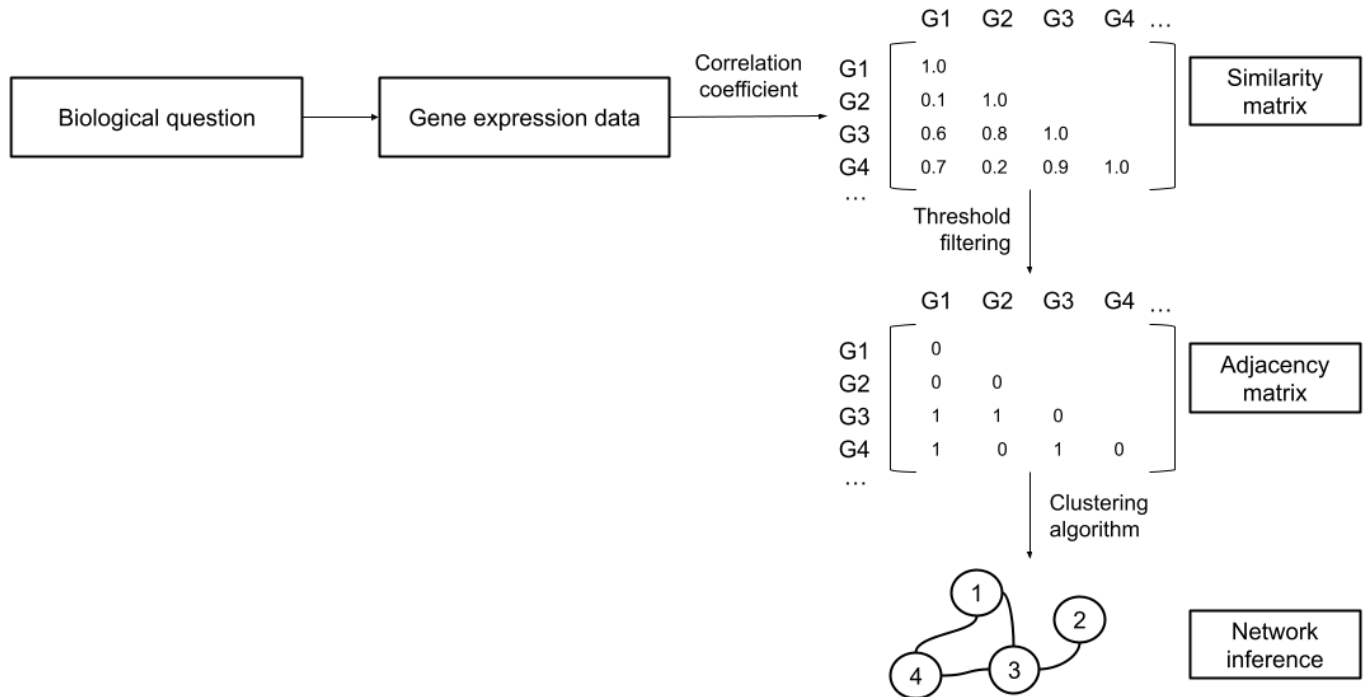 G1 G2 G3 G4 …
Biological question
Gene expression data
Correlation
coefficient
G1 1.0
G2 0.1 1.0
G3 0.6 0.8 1.0
G4 0.7 0.2 0.9 1.0
…
Similarity
matrix
Threshold
filtering
G1 G2 G3 G4 …
G1 0
G2 0 0
G3 1 1 0
G4 1 0 1 0
…
Adjacency
matrix
Clustering
algorithm
1
2
4
3
Network
inference